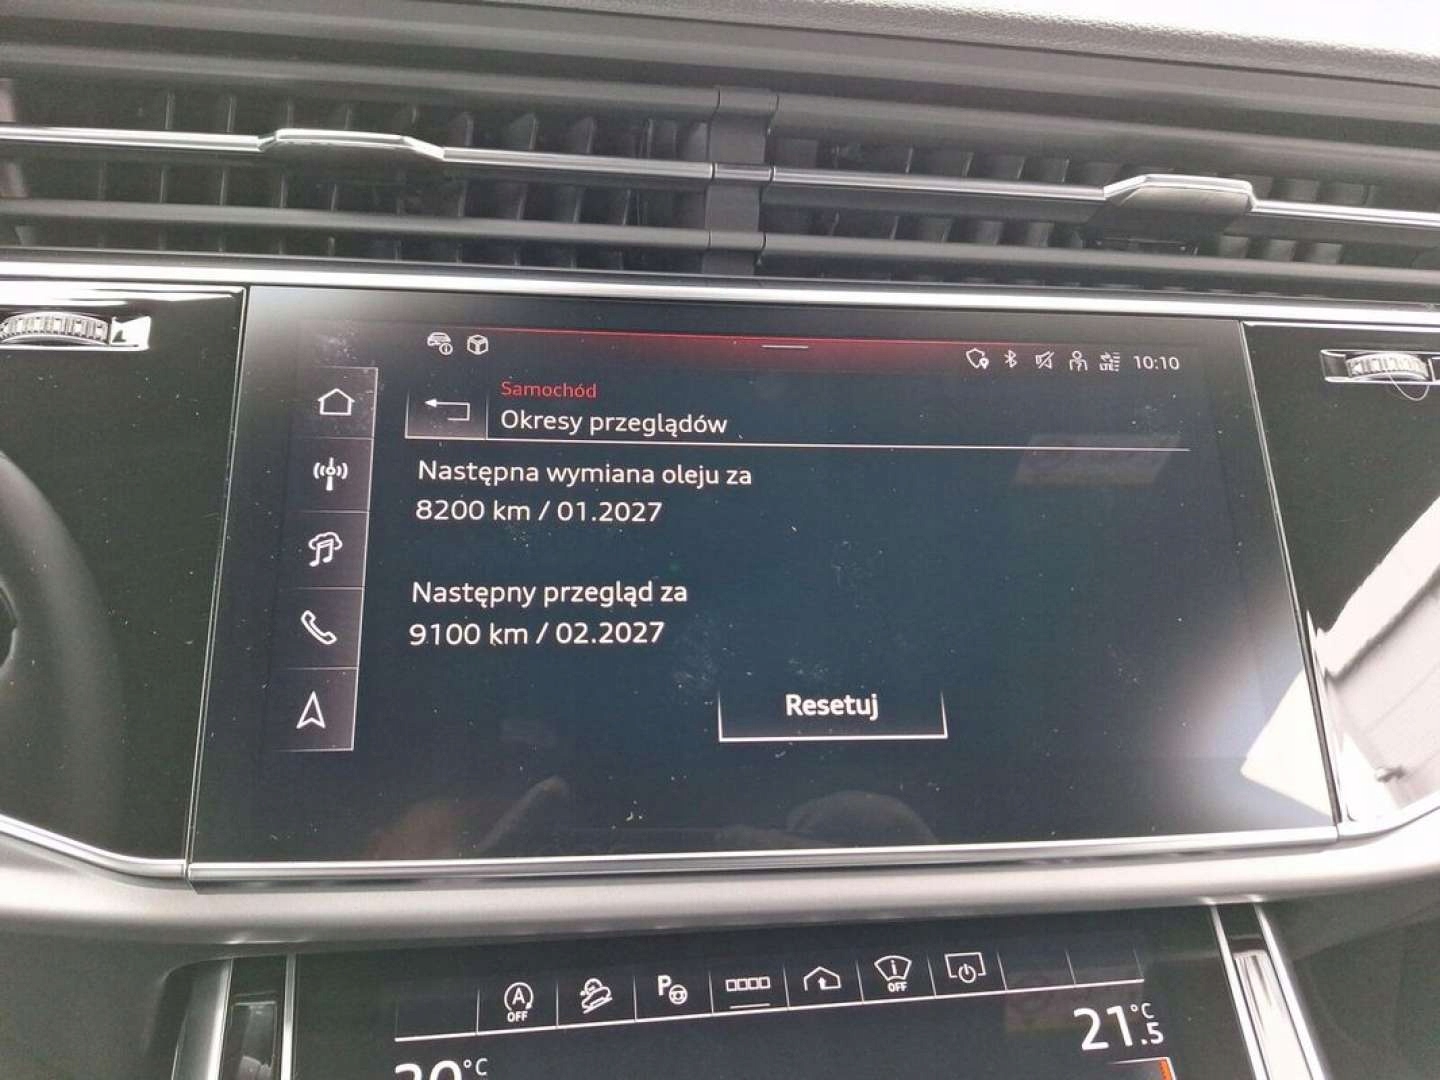 10:10
Samochód
Okresy przeglądów
Następna wymiana oleju za
8200 km / 01.2027
Następny przegląd za
9100 km / 02.2027
Resetuj
A
OFF
P
i
OFF
20°C
21.5°C